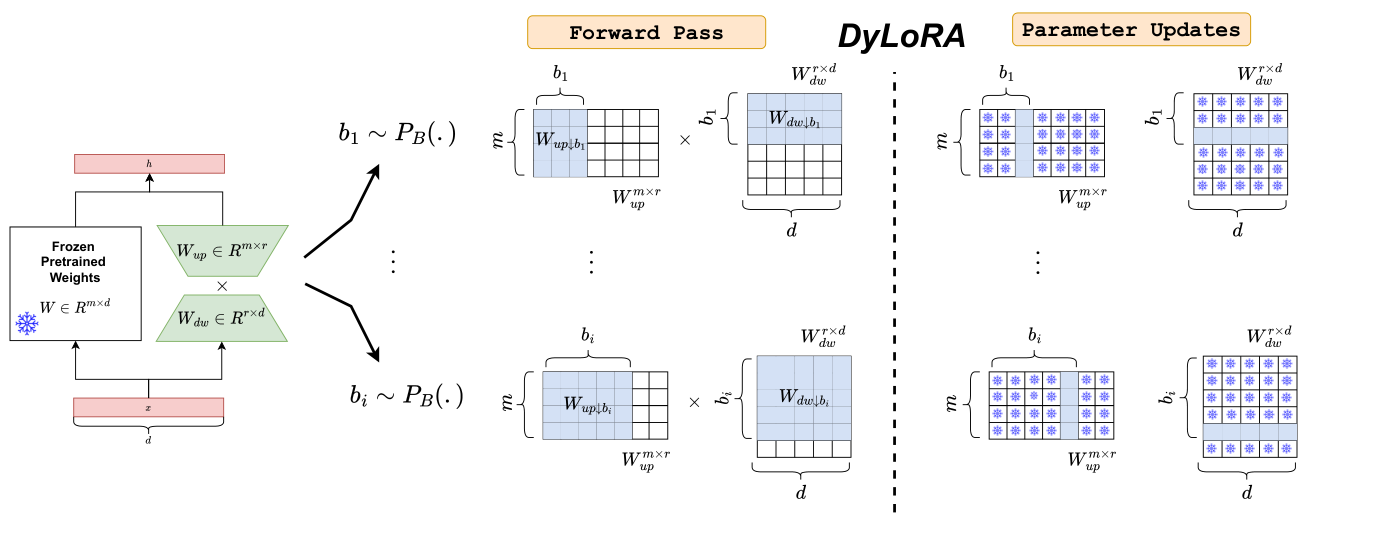 Forward Pass
DyLoRA
Parameter Updates
h
Frozen
Pretrained
Weights
W ∈ R^{m×d}
W_{up} ∈ R^{m×r}
×
W_{dw} ∈ R^{r×d}
x
d
b_1 ∼ P_B(.)
⋮
b_i ∼ P_B(.)
b_1
m
W_{up↓b_1}
W_{up}^{m×r}
×
W_{dw}^{r×d}
b_1
W_{dw↓b_1}
d
⋮
b_i
m
W_{up↓b_i}
W_{up}^{m×r}
×
W_{dw}^{r×d}
b_i
W_{dw↓b_i}
d
b_1
m
W_{up}^{m×r}
W_{dw}^{r×d}
b_1
d
⋮
b_i
m
W_{up}^{m×r}
W_{dw}^{r×d}
b_i
d